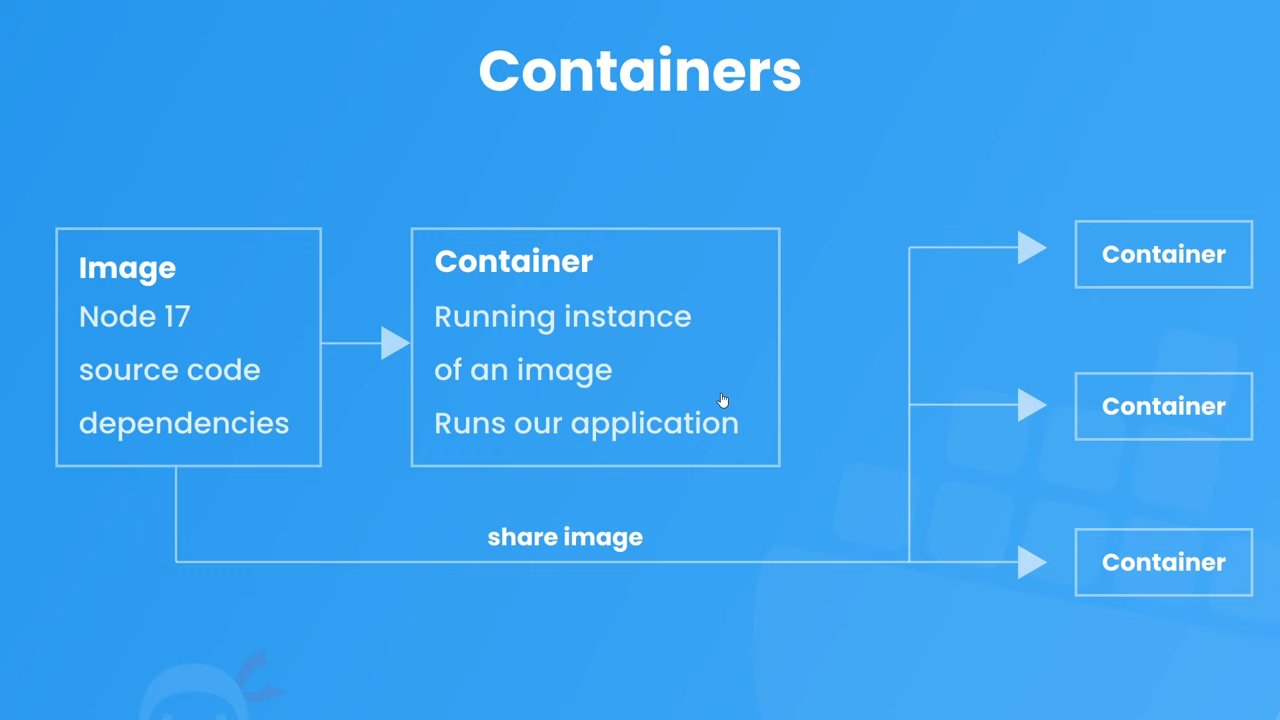 Containers
Image
Node 17
source code
dependencies
Container
Running instance
of an image
Runs our application
share image
Container
Container
Container